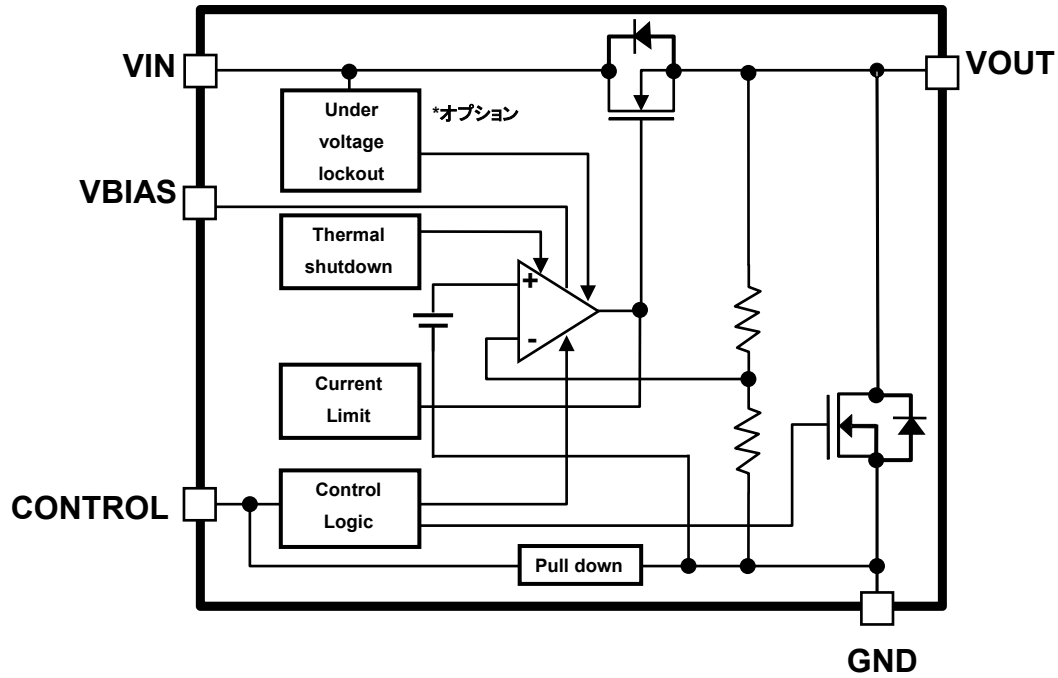 VIN
VOUT
Under
voltage
lockout
*オプション
VBIAS
Thermal
shutdown
+
-
Current
Limit
CONTROL
Control
Logic
Pull down
GND